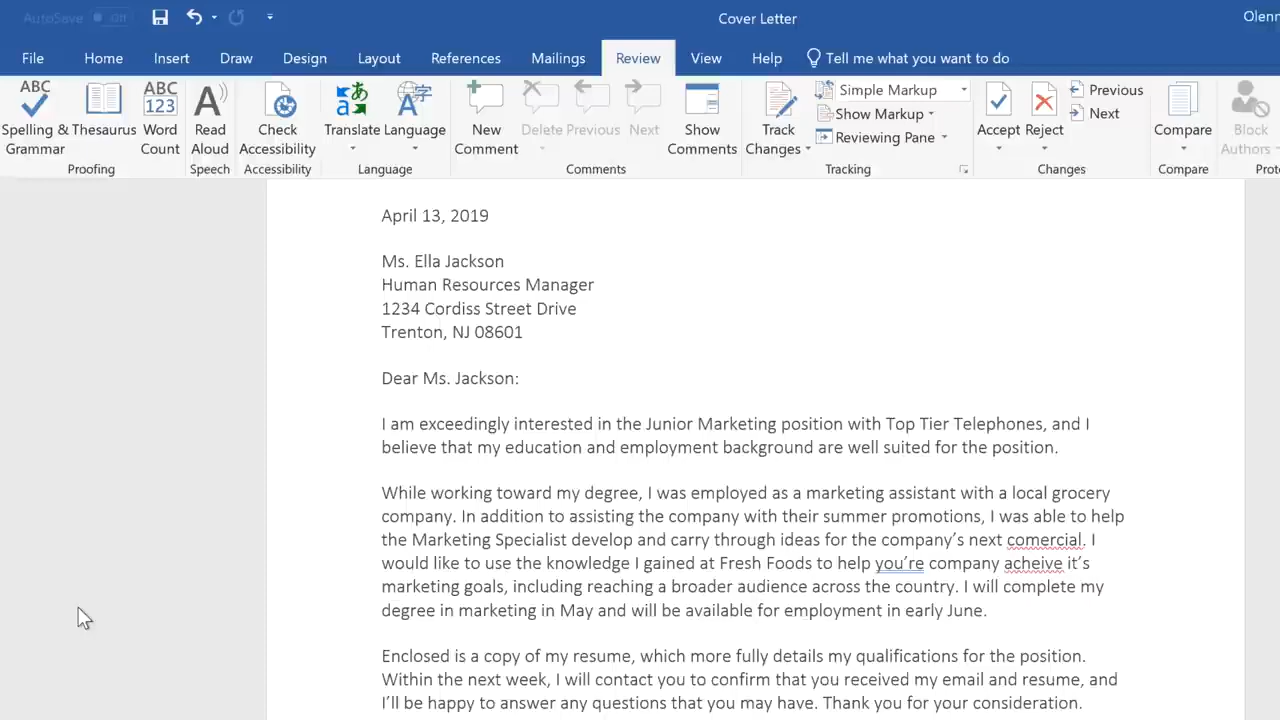 AutoSave Off Cover Letter Olenn
File Home Insert Draw Design Layout References Mailings Review View Help Tell me what you want to do
ABC Spelling & Grammar Thesaurus ABC 123 Word Count Read Aloud Check Accessibility Translate Language New Comment Delete Previous Next Show Comments Track Changes Simple Markup Show Markup Reviewing Pane Accept Reject Previous Next Compare Block Authors
Proofing Speech Accessibility Language Comments Tracking Changes Compare Prote
April 13, 2019
Ms. Ella Jackson
Human Resources Manager
1234 Cordiss Street Drive
Trenton, NJ 08601
Dear Ms. Jackson:
I am exceedingly interested in the Junior Marketing position with Top Tier Telephones, and I
believe that my education and employment background are well suited for the position.
While working toward my degree, I was employed as a marketing assistant with a local grocery
company. In addition to assisting the company with their summer promotions, I was able to help
the Marketing Specialist develop and carry through ideas for the company’s next comercial. I
would like to use the knowledge I gained at Fresh Foods to help you’re company acheive it’s
marketing goals, including reaching a broader audience across the country. I will complete my
degree in marketing in May and will be available for employment in early June.
Enclosed is a copy of my resume, which more fully details my qualifications for the position.
Within the next week, I will contact you to confirm that you received my email and resume, and
I’ll be happy to answer any questions that you may have. Thank you for your consideration.